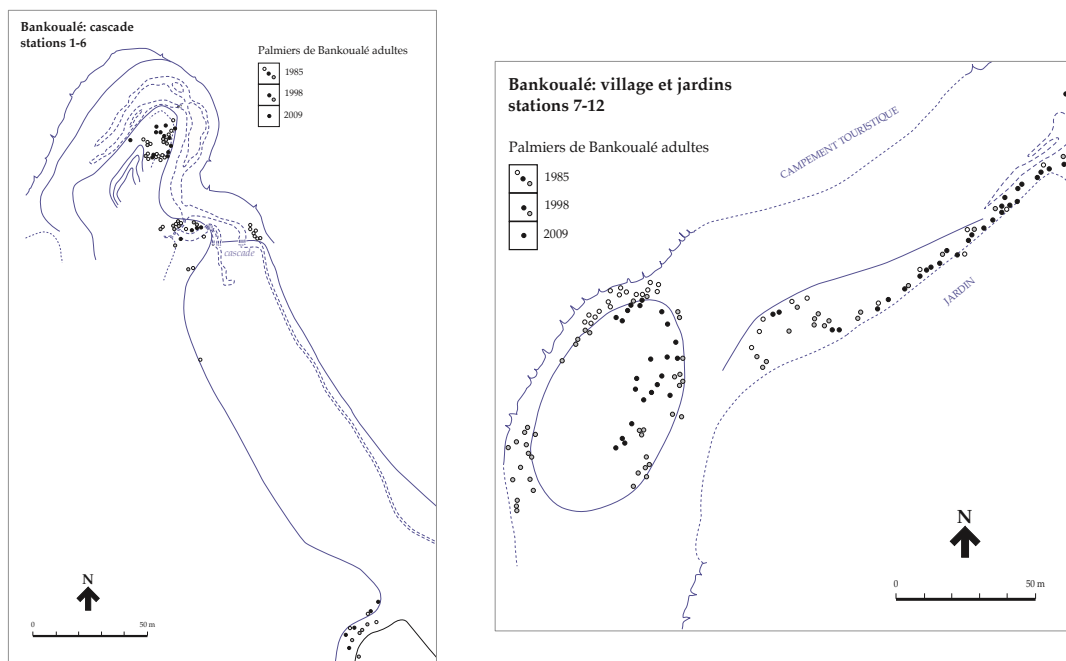 Bankoualé: cascade
stations 1-6
Palmiers de Bankoualé adultes
1985
1998
2009
cascade
N
0 50 m
Bankoualé: village et jardins
stations 7-12
Palmiers de Bankoualé adultes
1985
1998
2009
CAMPEMENT TOURISTIQUE
JARDIN
N
0 50 m